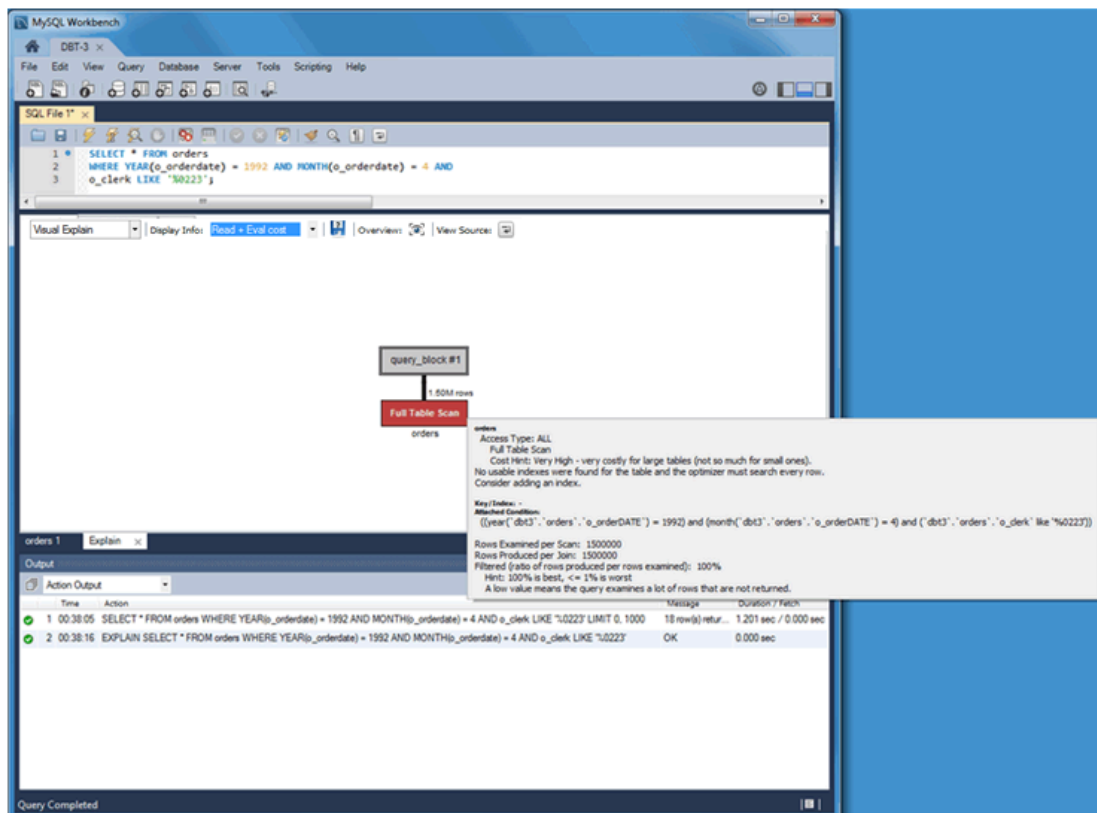 MySQL Workbench
DBT-3
File Edit View Query Database Server Tools Scripting Help
SQL File 1*
1 SELECT * FROM orders
2 WHERE YEAR(o_orderdate) = 1992 AND MONTH(o_orderdate) = 4 AND
3 o_clerk LIKE '%0223';
Visual Explain Display Info: Read + Eval cost Overview: View Source:
query_block #1
1.50M rows
Full Table Scan
orders
orders
Access Type: ALL
Full Table Scan
Cost Hint: Very High - very costly for large tables (not so much for small ones).
No usable indexes were found for the table and the optimizer must search every row.
Consider adding an index.
Key/Index: -
Attached Condition:
((year(`dbt3`.`orders`.`o_orderDATE`) = 1992) and (month(`dbt3`.`orders`.`o_orderDATE`) = 4) and (`dbt3`.`orders`.`o_clerk` like '%0223'))
Rows Examined per Scan: 1500000
Rows Produced per Join: 1500000
Filtered (ratio of rows produced per rows examined): 100%
Hint: 100% is best, <= 1% is worst
A low value means the query examines a lot of rows that are not returned.
orders 1 Explain
Output
Action Output
Time Action Message Duration / Fetch
1 00:38:05 SELECT * FROM orders WHERE YEAR(o_orderdate) = 1992 AND MONTH(o_orderdate) = 4 AND o_clerk LIKE '%0223' LIMIT 0, 1000 18 row(s) retur... 1.201 sec / 0.000 sec
2 00:38:16 EXPLAIN SELECT * FROM orders WHERE YEAR(o_orderdate) = 1992 AND MONTH(o_orderdate) = 4 AND o_clerk LIKE '%0223' OK 0.000 sec
Query Completed